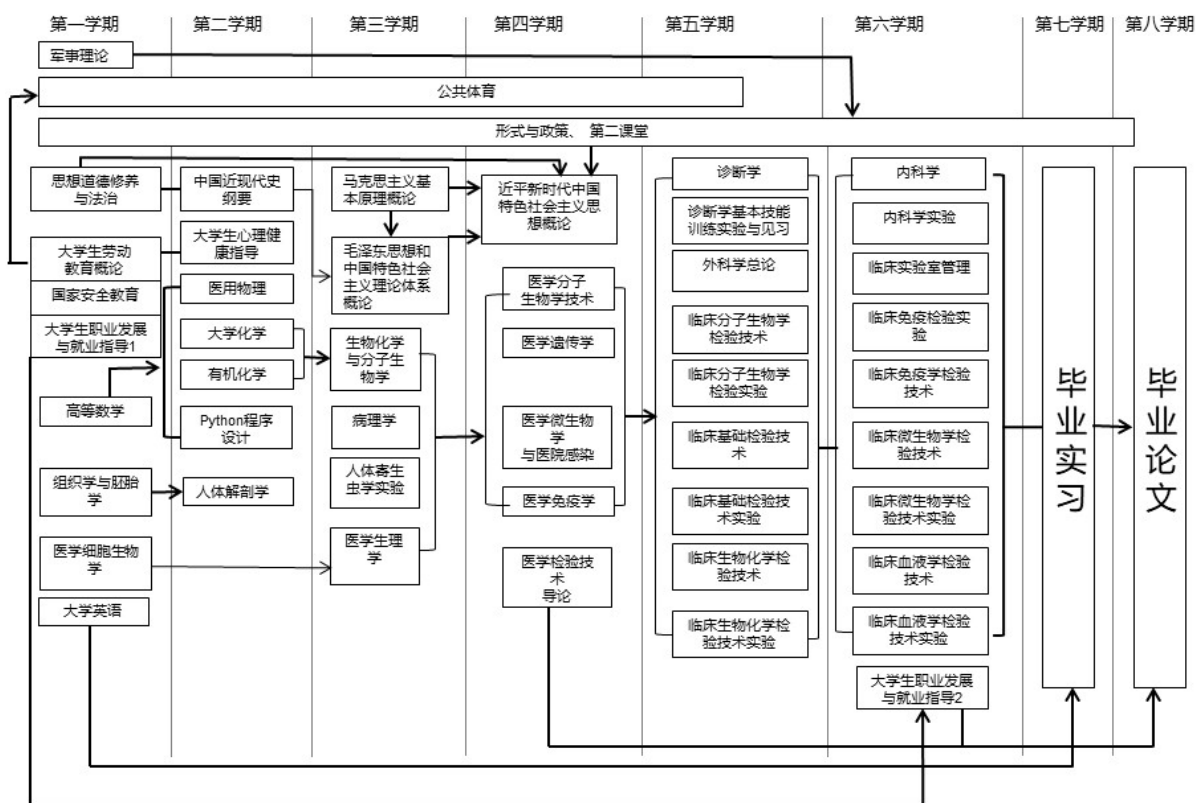 第一学期
第二学期
第三学期
第四学期
第五学期
第六学期
第七学期
第八学期
军事理论
公共体育
形式与政策、 第二课堂
思想道德修养
与法治
大学生劳动
教育概论
国家安全教育
大学生职业发展
与就业指导1
高等数学
组织学与胚胎
学
医学细胞生物
学
大学英语
中国近现代史
纲要
大学生心理健
康指导
医用物理
大学化学
有机化学
Python程序
设计
人体解剖学
马克思主义基
本原理概论
毛泽东思想和
中国特色社会
主义理论体系
概论
生物化学
与分子生
物学
病理学
人体寄生
虫学实验
医学生理
学
近平新时代中国
特色社会主义思
想概论
医学分子
生物学技术
医学遗传学
医学微生物
学
与医院感染
医学免疫学
医学检验技
术
导论
诊断学
诊断学基本技能
训练实验与见习
外科学总论
临床分子生物学
检验技术
临床分子生物学
检验实验
临床基础检验技
术
临床基础检验技
术实验
临床生物化学检
验技术
临床生物化学检
验技术实验
内科学
内科学实验
临床实验室管理
临床免疫检验实
验
临床免疫学检验
技术
临床微生物学检
验技术
临床微生物学检
验技术实验
临床血液学检验
技术
临床血液学检验
技术实验
大学生职业发展
与就业指导2
毕业实习
毕业论文